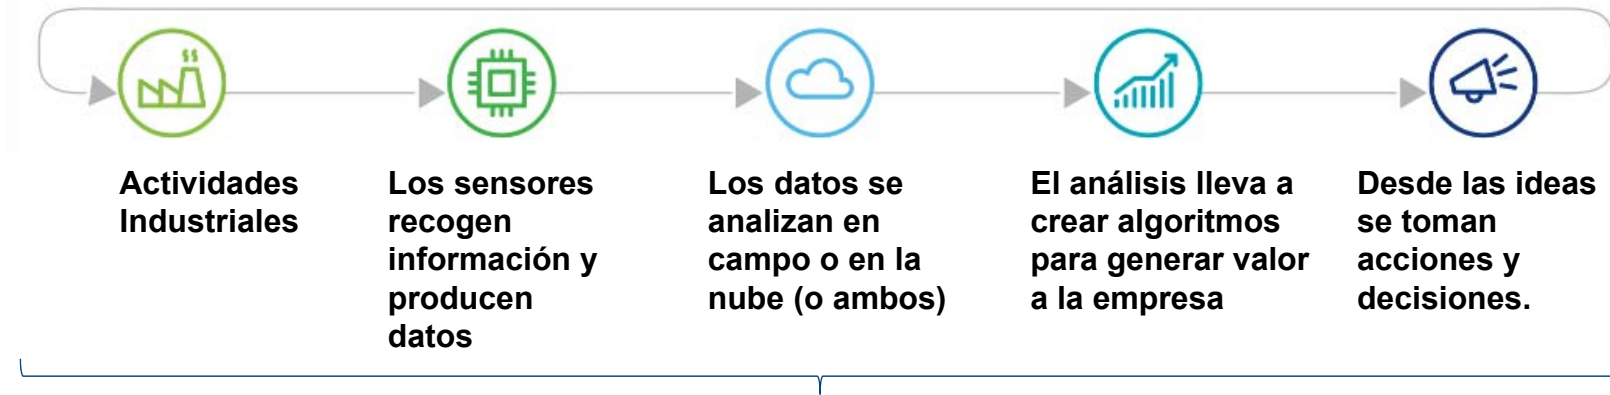 Actividades
Industriales
Los sensores
recogen
información y
producen
datos
Los datos se
analizan en
campo o en la
nube (o ambos)
El análisis lleva a
crear algoritmos
para generar valor
a la empresa
Desde las ideas
se toman
acciones y
decisiones.